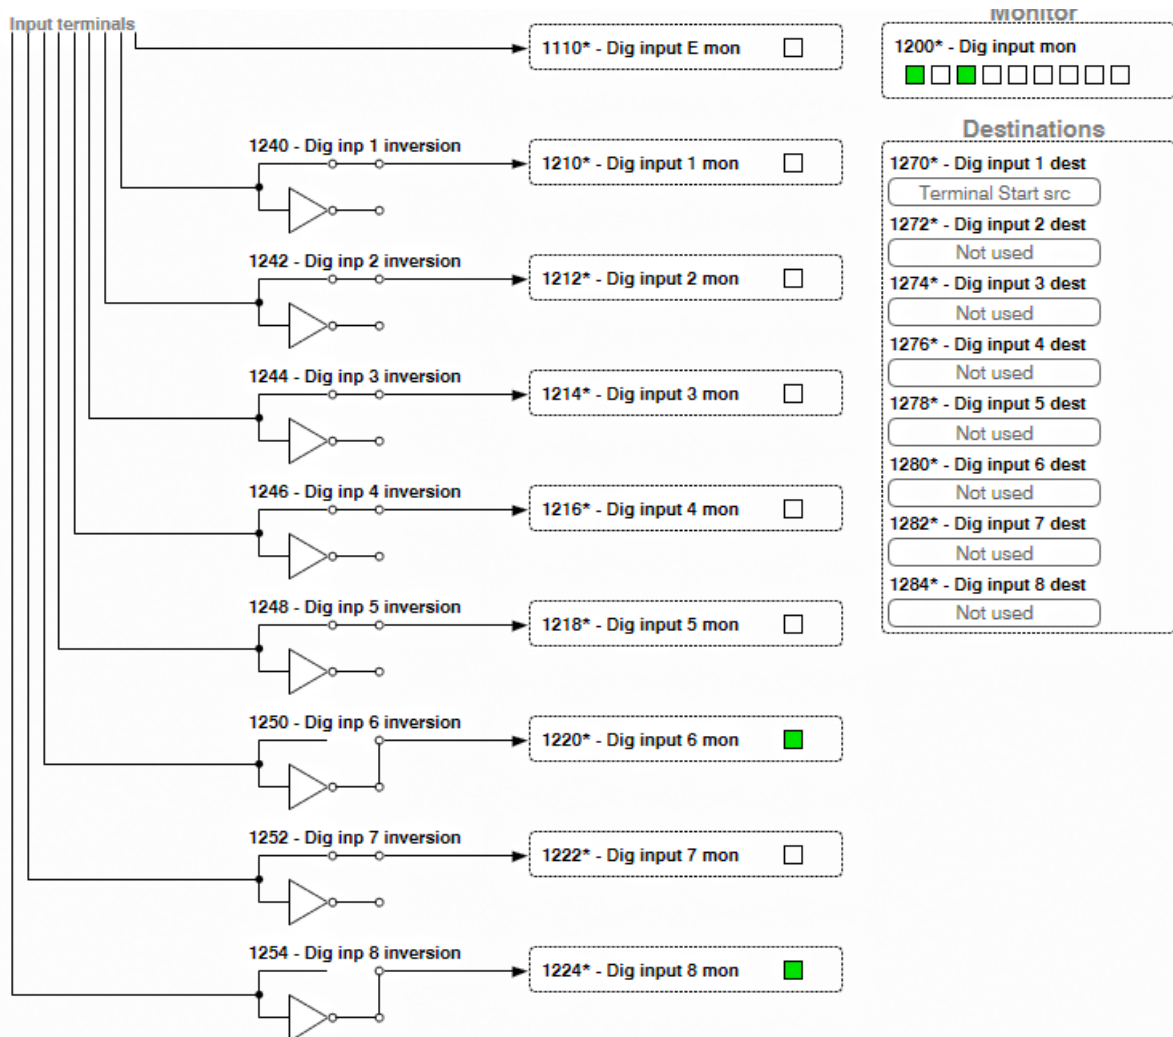 Input terminals
1110* - Dig input E mon
1240 - Dig inp 1 inversion
1210* - Dig input 1 mon
1242 - Dig inp 2 inversion
1212* - Dig input 2 mon
1244 - Dig inp 3 inversion
1214* - Dig input 3 mon
1246 - Dig inp 4 inversion
1216* - Dig input 4 mon
1248 - Dig inp 5 inversion
1218* - Dig input 5 mon
1250 - Dig inp 6 inversion
1220* - Dig input 6 mon
1252 - Dig inp 7 inversion
1222* - Dig input 7 mon
1254 - Dig inp 8 inversion
1224* - Dig input 8 mon
Monitor
1200* - Dig input mon
Destinations
1270* - Dig input 1 dest
Terminal Start src
1272* - Dig input 2 dest
Not used
1274* - Dig input 3 dest
Not used
1276* - Dig input 4 dest
Not used
1278* - Dig input 5 dest
Not used
1280* - Dig input 6 dest
Not used
1282* - Dig input 7 dest
Not used
1284* - Dig input 8 dest
Not used